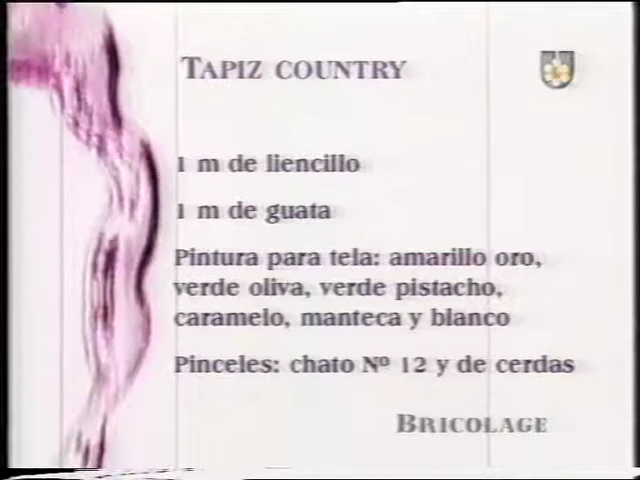 TAPIZ COUNTRY
1 m de liencillo
1 m de guata
Pintura para tela: amarillo oro,
verde oliva, verde pistacho,
caramelo, manteca y blanco
Pinceles: chato Nº 12 y de cerdas
BRICOLAGE